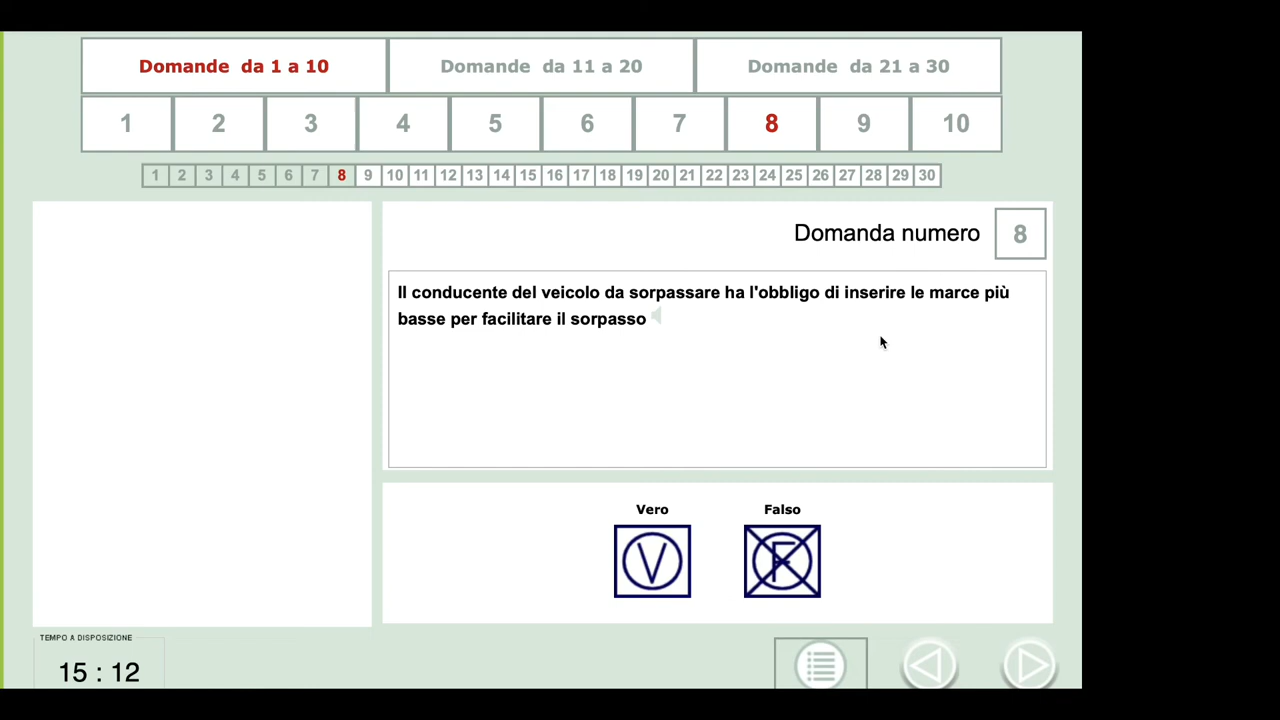 Domande da 1 a 10
Domande da 11 a 20
Domande da 21 a 30
1 2 3 4 5 6 7 8 9 10
1 2 3 4 5 6 7 8 9 10 11 12 13 14 15 16 17 18 19 20 21 22 23 24 25 26 27 28 29 30
Domanda numero 8
Il conducente del veicolo da sorpassare ha l'obbligo di inserire le marce più
basse per facilitare il sorpasso
Vero Falso
V F
TEMPO A DISPOSIZIONE
15 : 12